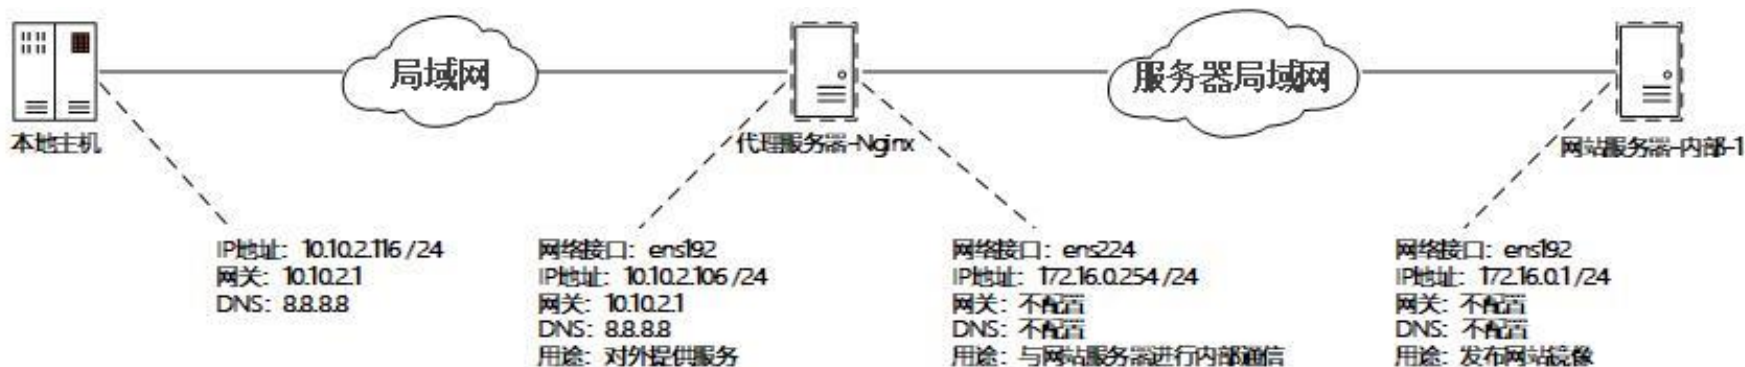 局域网
服务器局域网
本地主机
代理服务器-Nginx
网站服务器-内部-1
IP地址：10.10.2.116 /24
网关：10.10.2.1
DNS：8.8.8.8
网络接口：ens192
IP地址：10.10.2.106 /24
网关：10.10.2.1
DNS：8.8.8.8
用途：对外提供服务
网络接口：ens224
IP地址：172.16.0.254 /24
网关：不配置
DNS：不配置
用途：与网站服务器进行内部通信
网络接口：ens192
IP地址：172.16.0.1 /24
网关：不配置
DNS：不配置
用途：发布网站镜像